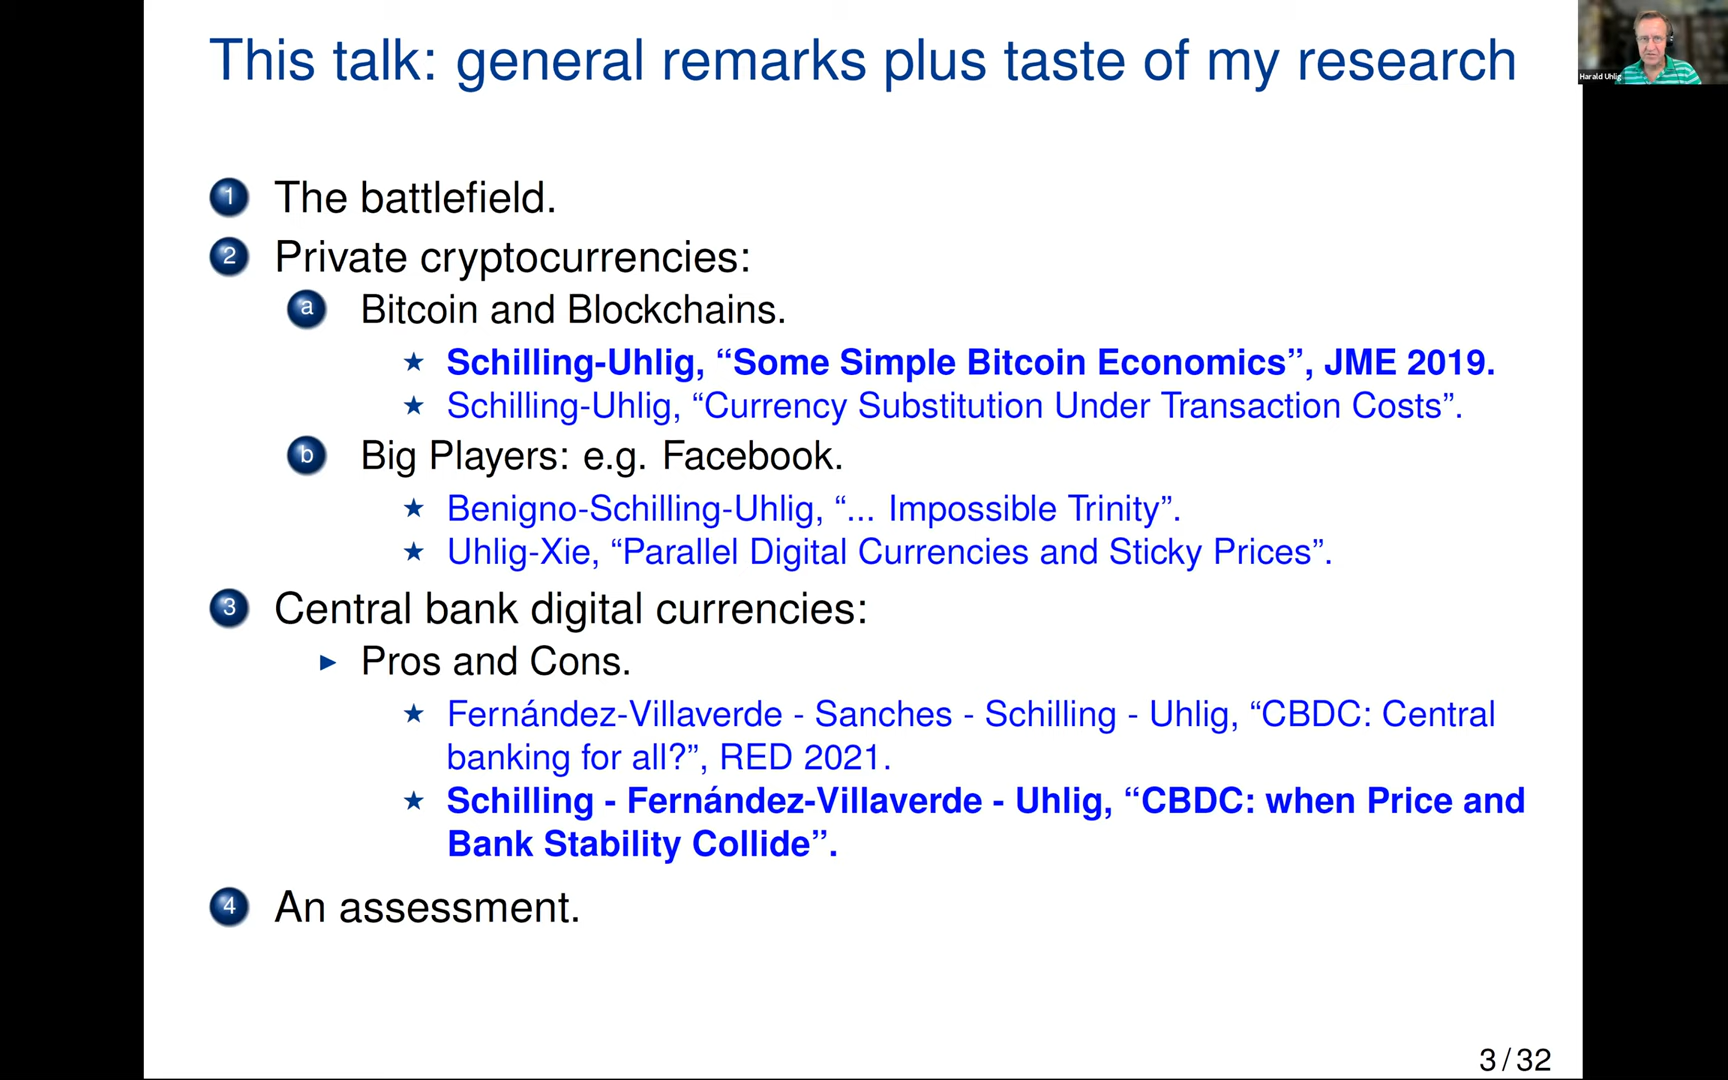 This talk: general remarks plus taste of my research
Harald Uhlig
1 The battlefield.
2 Private cryptocurrencies:
a Bitcoin and Blockchains.
★ Schilling-Uhlig, “Some Simple Bitcoin Economics”, JME 2019.
★ Schilling-Uhlig, “Currency Substitution Under Transaction Costs”.
b Big Players: e.g. Facebook.
★ Benigno-Schilling-Uhlig, “... Impossible Trinity”.
★ Uhlig-Xie, “Parallel Digital Currencies and Sticky Prices”.
3 Central bank digital currencies:
▶ Pros and Cons.
★ Fernández-Villaverde - Sanches - Schilling - Uhlig, “CBDC: Central
banking for all?”, RED 2021.
★ Schilling - Fernández-Villaverde - Uhlig, “CBDC: when Price and
Bank Stability Collide”.
4 An assessment.
3 / 32